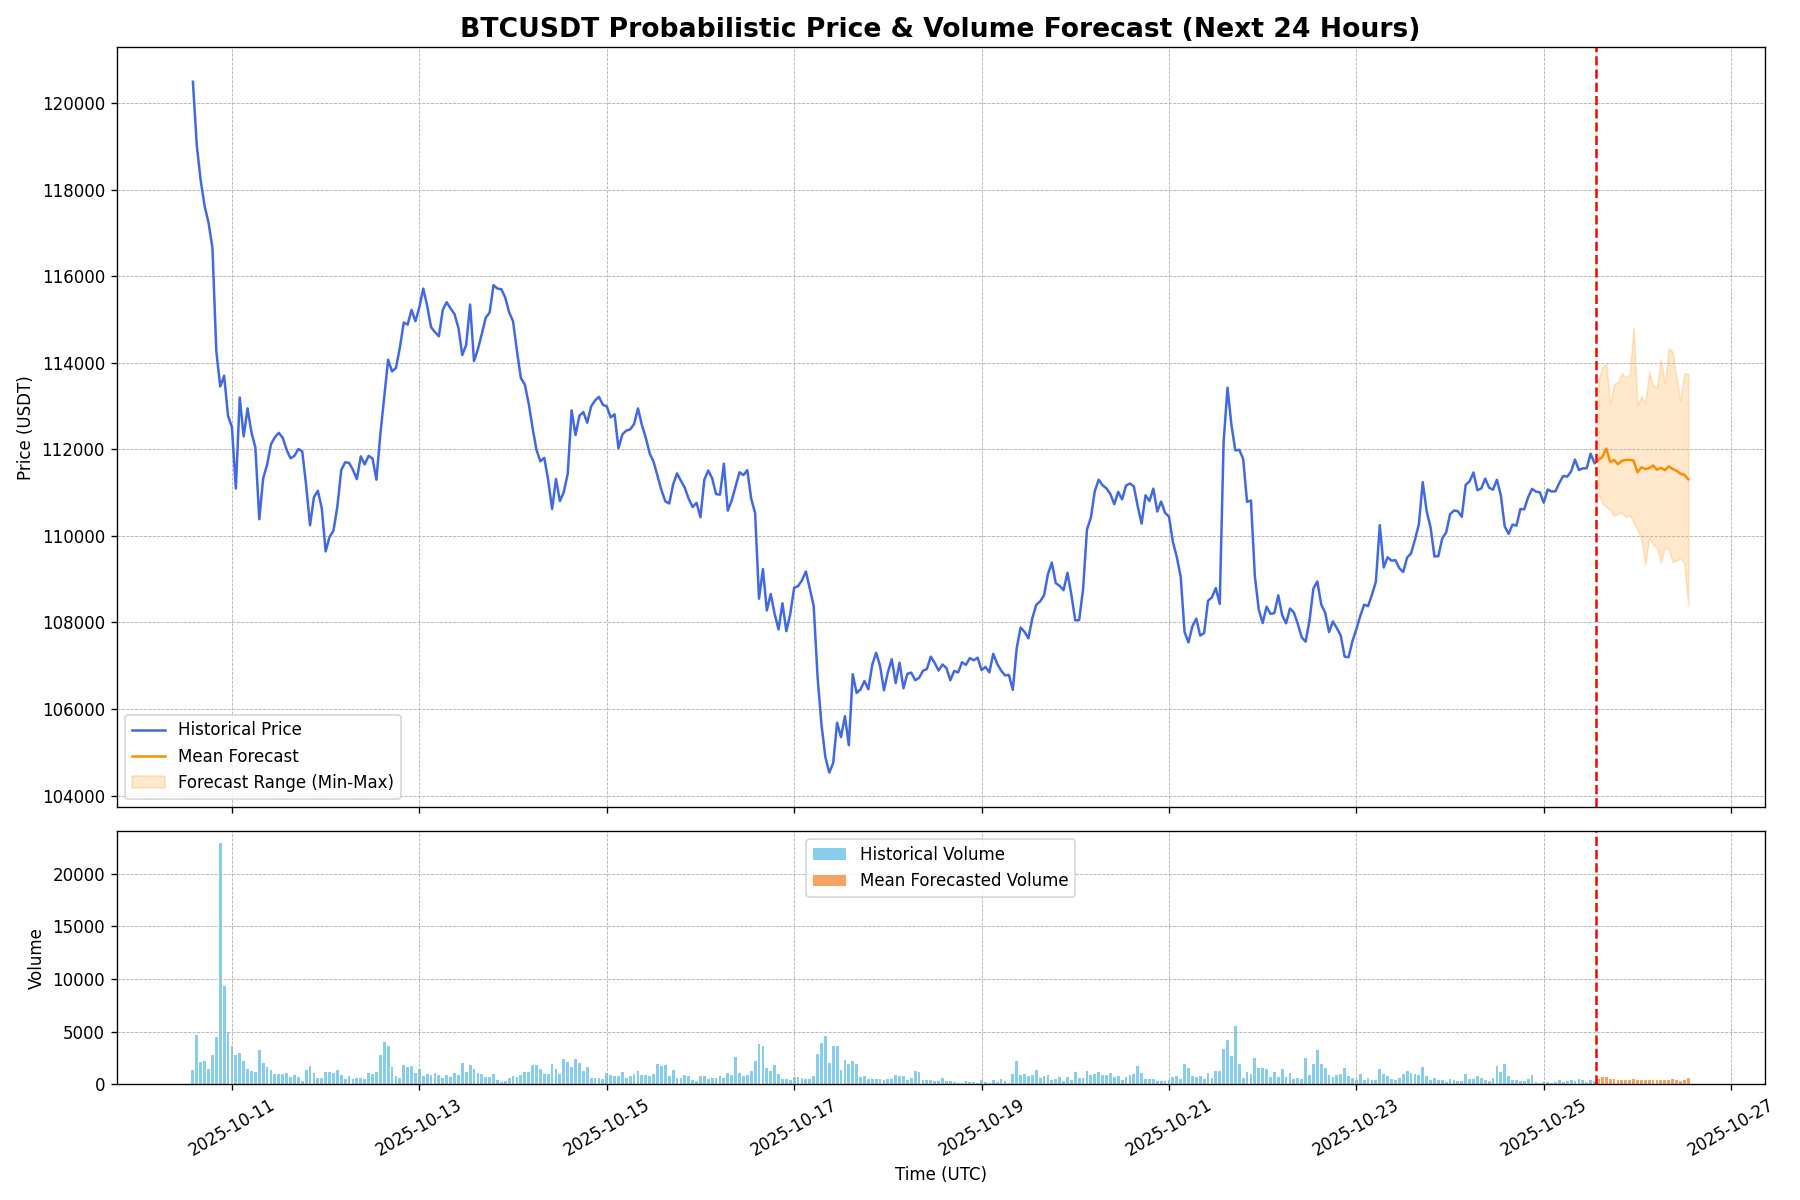 BTCUSDT Probabilistic Price & Volume Forecast (Next 24 Hours)
Price (USDT)
120000
118000
116000
114000
112000
110000
108000
106000
104000
Historical Price
Mean Forecast
Forecast Range (Min-Max)
Volume
20000
15000
10000
5000
0
Historical Volume
Mean Forecasted Volume
2025-10-11
2025-10-13
2025-10-15
2025-10-17
2025-10-19
2025-10-21
2025-10-23
2025-10-25
2025-10-27
Time (UTC)